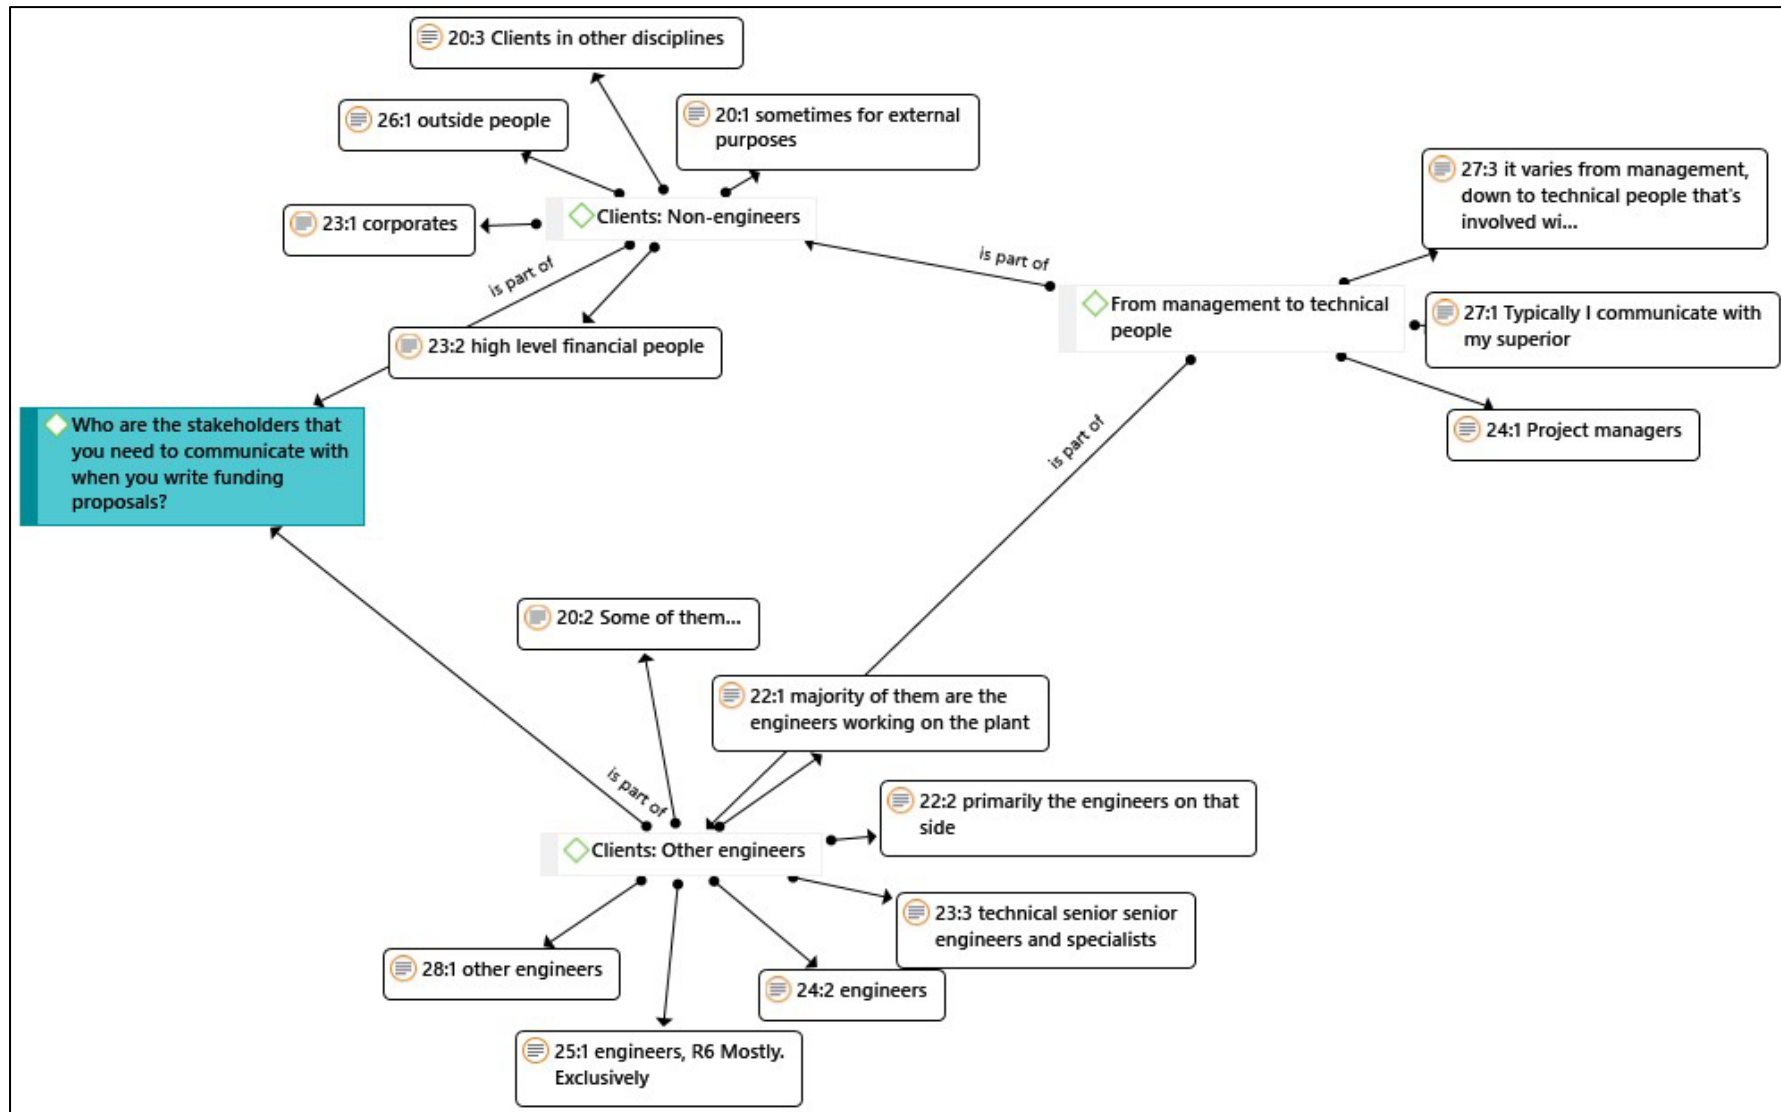 20:3 Clients in other disciplines
26:1 outside people
20:1 sometimes for external
purposes
23:1 corporates
Clients: Non-engineers
27:3 it varies from management,
down to technical people that's
involved wi...
is part of
is part of
From management to technical
people
27:1 Typically I communicate with
my superior
23:2 high level financial people
24:1 Project managers
Who are the stakeholders that
you need to communicate with
when you write funding
proposals?
is part of
20:2 Some of them...
22:1 majority of them are the
engineers working on the plant
is part of
22:2 primarily the engineers on that
side
Clients: Other engineers
23:3 technical senior senior
engineers and specialists
28:1 other engineers
24:2 engineers
25:1 engineers, R6 Mostly.
Exclusively